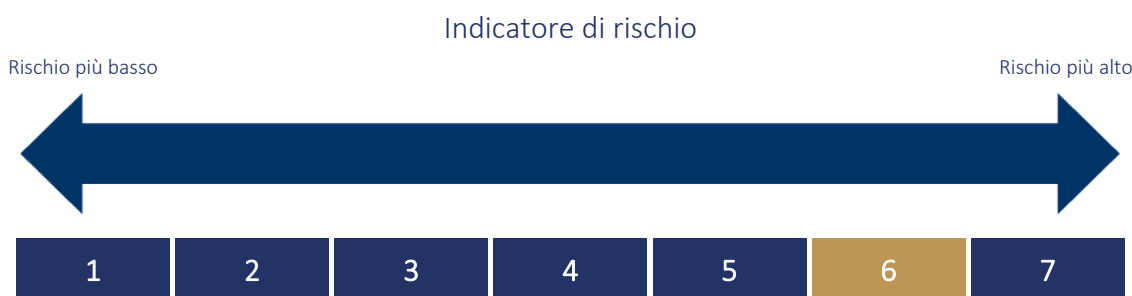 Indicatore di rischio
Rischio più basso Rischio più alto
1 2 3 4 5 6 7